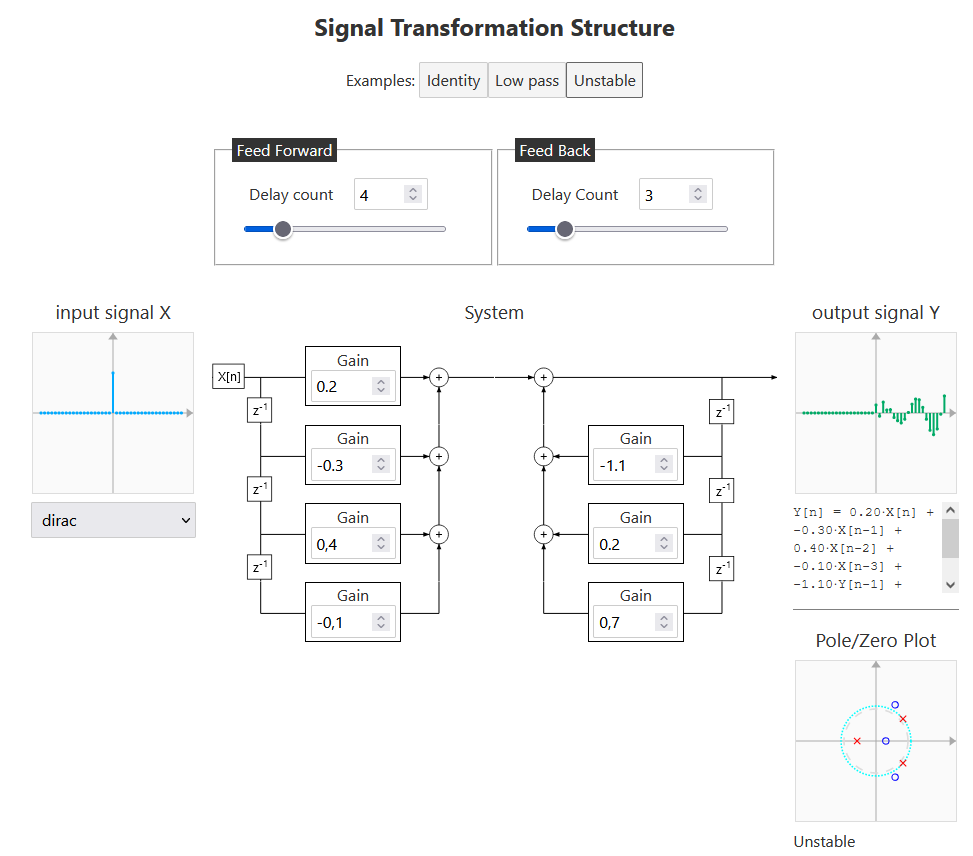 Signal Transformation Structure
Examples: Identity Low pass Unstable
Feed Forward
Delay count 4
Feed Back
Delay Count 3
input signal X
dirac
System
X[n]
z-1
z-1
z-1
Gain
0.2
Gain
-0.3
Gain
0,4
Gain
-0,1
+
+
+
+
+
+
Gain
-1.1
Gain
0.2
Gain
0,7
z-1
z-1
z-1
output signal Y
Y[n] = 0.20·X[n] +
-0.30·X[n-1] +
0.40·X[n-2] +
-0.10·X[n-3] +
-1.10·Y[n-1] +
Pole/Zero Plot
Unstable